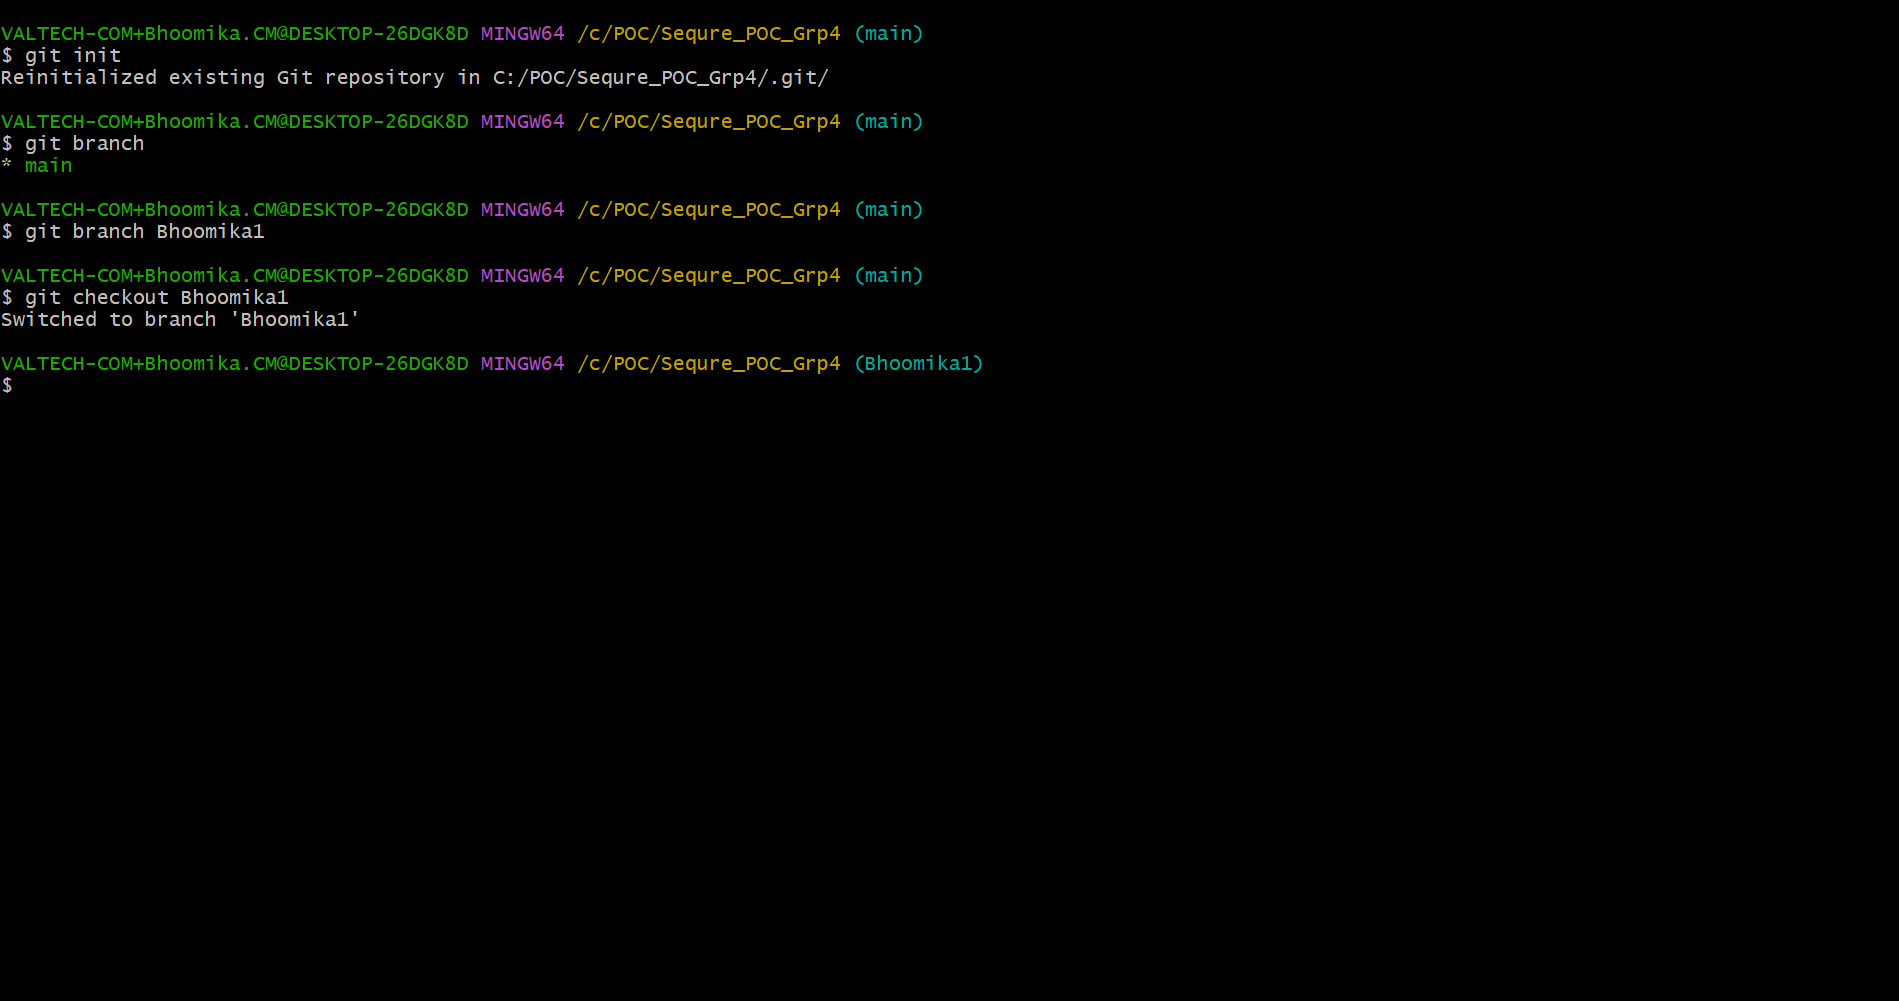 VALTECH-COM+Bhoomika.CM@DESKTOP-26DGK8D MINGW64 /c/POC/Sequre_POC_Grp4 (main)
$ git init
Reinitialized existing Git repository in C:/POC/Sequre_POC_Grp4/.git/
VALTECH-COM+Bhoomika.CM@DESKTOP-26DGK8D MINGW64 /c/POC/Sequre_POC_Grp4 (main)
$ git branch
* main
VALTECH-COM+Bhoomika.CM@DESKTOP-26DGK8D MINGW64 /c/POC/Sequre_POC_Grp4 (main)
$ git branch Bhoomika1
VALTECH-COM+Bhoomika.CM@DESKTOP-26DGK8D MINGW64 /c/POC/Sequre_POC_Grp4 (main)
$ git checkout Bhoomika1
Switched to branch 'Bhoomika1'
VALTECH-COM+Bhoomika.CM@DESKTOP-26DGK8D MINGW64 /c/POC/Sequre_POC_Grp4 (Bhoomika1)
$